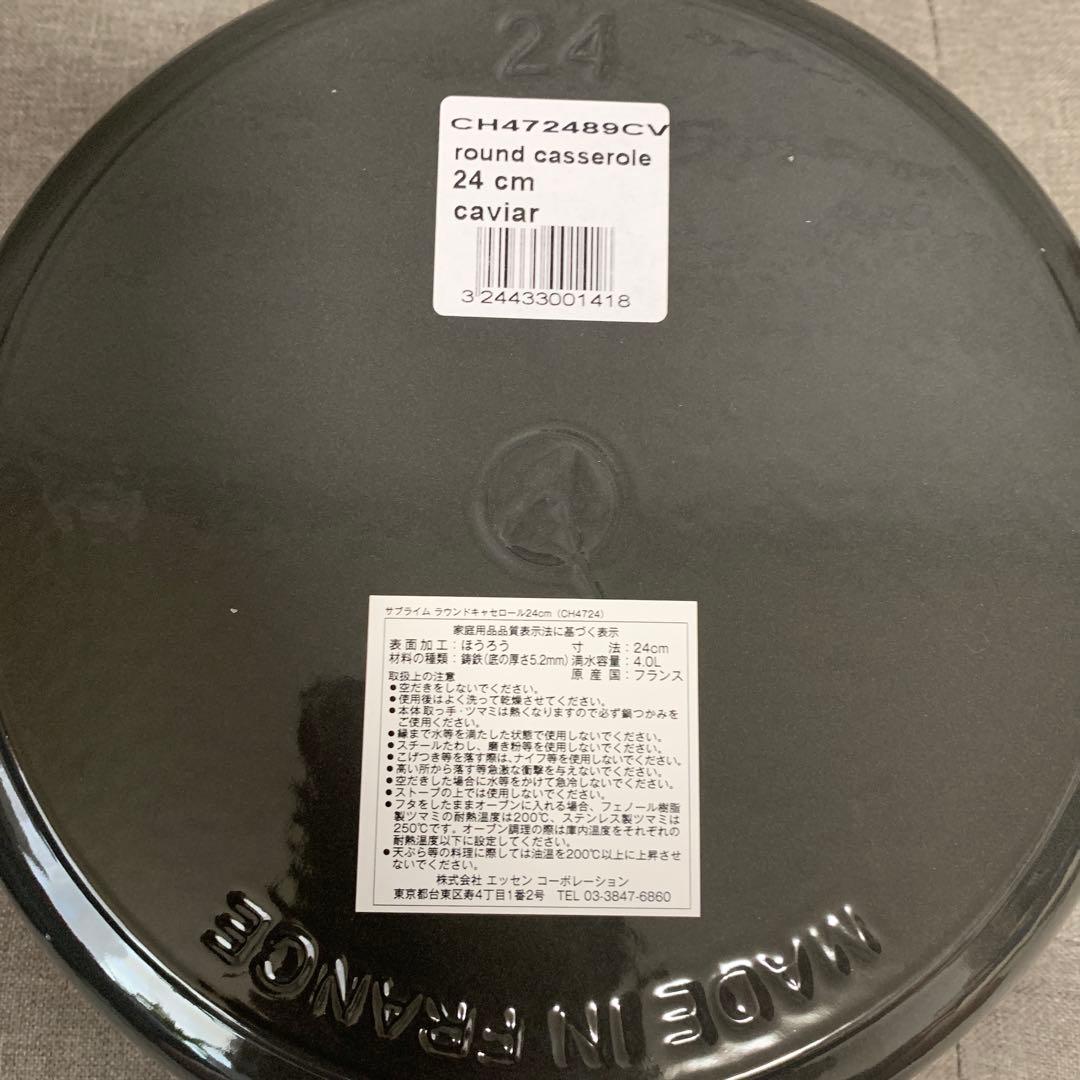 24
CH472489CV
round casserole
24 cm
caviar
3 24433001418
サブライム ラウンドキャセロール24cm (CH4724)
家庭用品品質表示法に基づく表示
表面加工：ほうろう 寸 法：24cm
材料の種類：鋳鉄(底の厚さ5.2mm) 満水容量：4.0L
取扱上の注意 原産国：フランス
●空だきをしないでください。
●使用後はよく洗って乾燥させてください。
●本体取っ手・ツマミは熱くなりますので必ず鍋つかみを
ご使用ください。
●縁まで水等を満たした状態で使用しないでください。
●スチールたわし、磨き粉等を使用しないでください。
●こげつき等を落す際は、ナイフ等を使用しないでください。
●高い所から落す等急激な衝撃を与えないでください。
●空だきした場合に水等をかけて急冷しないでください。
●ストーブの上では使用しないでください。
●フタをしたままオーブンに入れる場合、フェノール樹脂
製ツマミの耐熱温度は200℃、ステンレス製ツマミは
250℃です。オーブン調理の際は庫内温度をそれぞれの
耐熱温度以下に設定してください。
●天ぷら等の料理に際しては油温を200℃以上に上昇させ
ないでください。
株式会社 エッセン コーポレーション
東京都台東区寿4丁目1番2号 TEL 03-3847-6860
MADE IN FRANCE